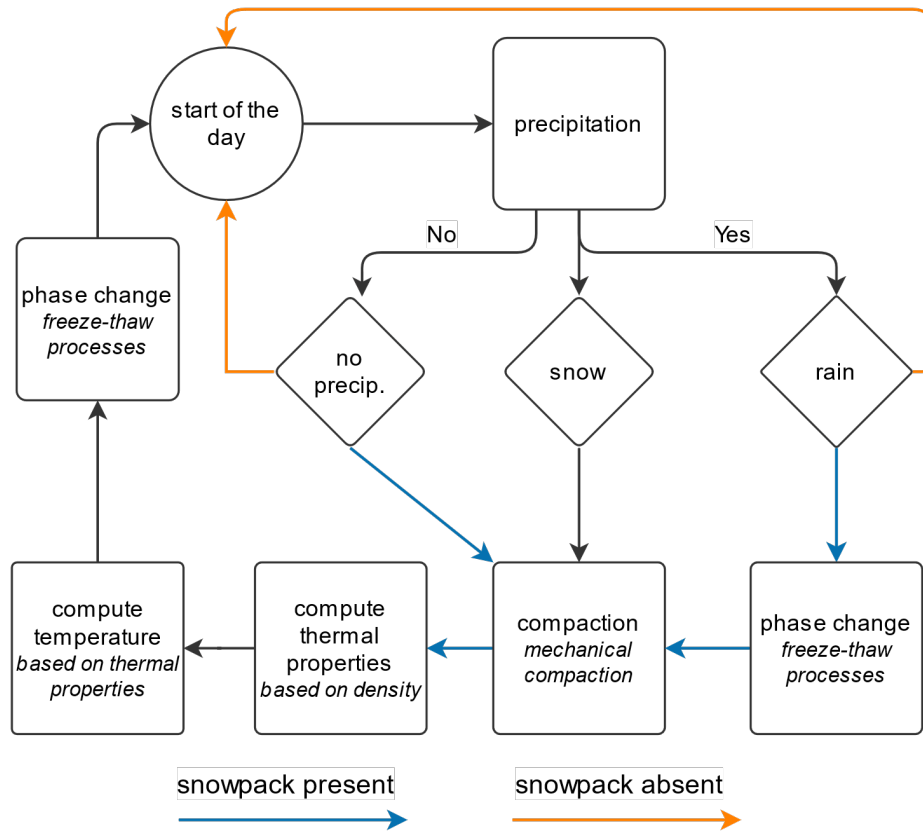 start of the
day
precipitation
No
Yes
phase change
freeze-thaw
processes
no
precip.
snow
rain
compute
temperature
based on thermal
properties
compute
thermal
properties
based on density
compaction
mechanical
compaction
phase change
freeze-thaw
processes
snowpack present
snowpack absent